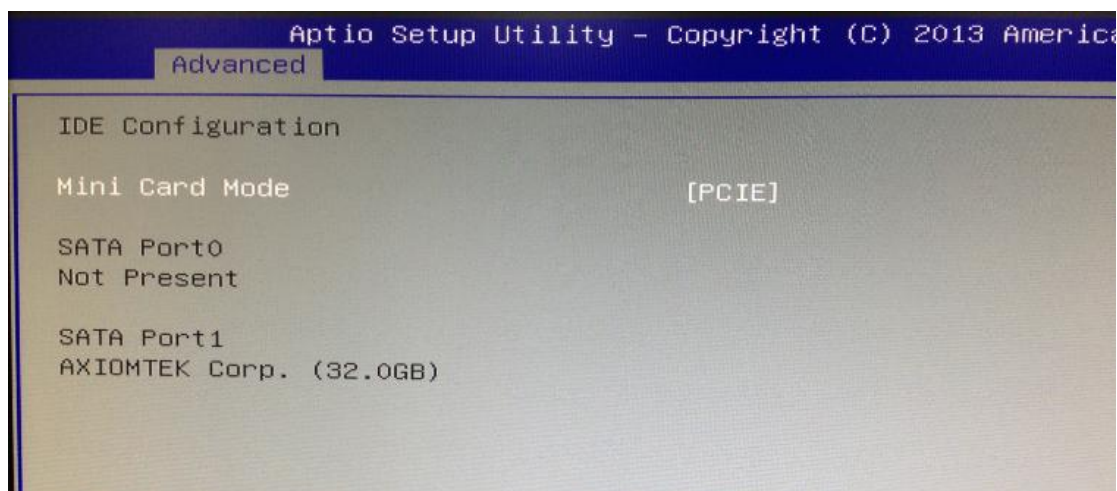 Aptio Setup Utility - Copyright (C) 2013 America
Advanced
IDE Configuration
Mini Card Mode [PCIE]
SATA Port0
Not Present
SATA Port1
AXIOMTEK Corp. (32.0GB)